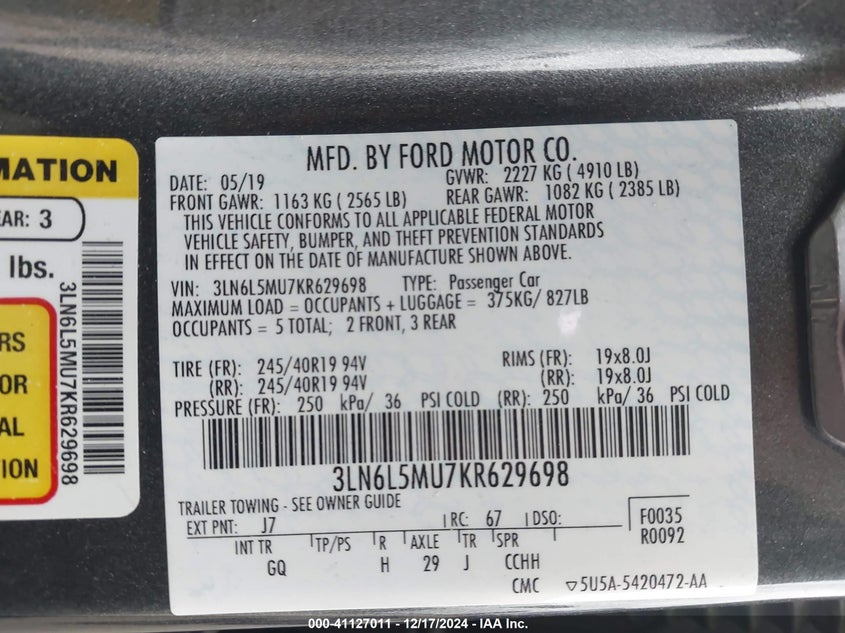 MATION
EAR: 3
lbs.
RS
OR
AL
ION
3LN6L5MU7KR629698
MFD. BY FORD MOTOR CO.
DATE: 05/19 GVWR: 2227 KG ( 4910 LB)
FRONT GAWR: 1163 KG ( 2565 LB) REAR GAWR: 1082 KG ( 2385 LB)
THIS VEHICLE CONFORMS TO ALL APPLICABLE FEDERAL MOTOR
VEHICLE SAFETY, BUMPER, AND THEFT PREVENTION STANDARDS
IN EFFECT ON THE DATE OF MANUFACTURE SHOWN ABOVE.
VIN: 3LN6L5MU7KR629698 TYPE: Passenger Car
MAXIMUM LOAD = OCCUPANTS + LUGGAGE = 375KG/ 827LB
OCCUPANTS = 5 TOTAL; 2 FRONT, 3 REAR
TIRE (FR): 245/40R19 94V RIMS (FR): 19x8.0J
(RR): 245/40R19 94V (RR): 19x8.0J
PRESSURE (FR): 250 kPa/ 36 PSI COLD (RR): 250 kPa/ 36 PSI COLD
3LN6L5MU7KR629698
TRAILER TOWING - SEE OWNER GUIDE
EXT PNT: J7 RC: 67 DSO: F0035
R0092
INT TR TP/PS R AXLE TR SPR
GQ H 29 J CCHH
CMC ▽5U5A-5420472-AA
000-41127011 - 12/17/2024 - IAA Inc.